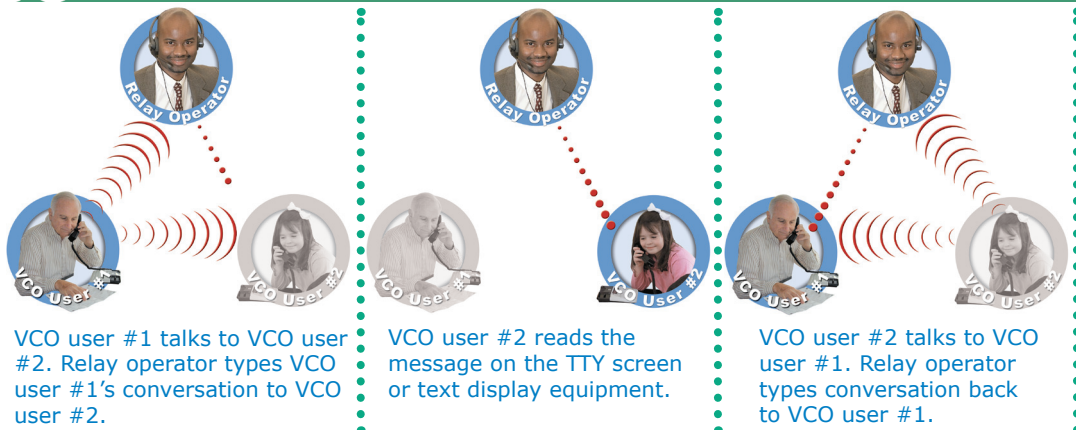 Relay Operator
VCO User #1
VCO User #2
VCO user #1 talks to VCO user
#2. Relay operator types VCO
user #1's conversation to VCO
user #2.
Relay Operator
VCO User #1
VCO User #2
VCO user #2 reads the
message on the TTY screen
or text display equipment.
Relay Operator
VCO User #1
VCO User #2
VCO user #2 talks to VCO
user #1. Relay operator
types conversation back
to VCO user #1.